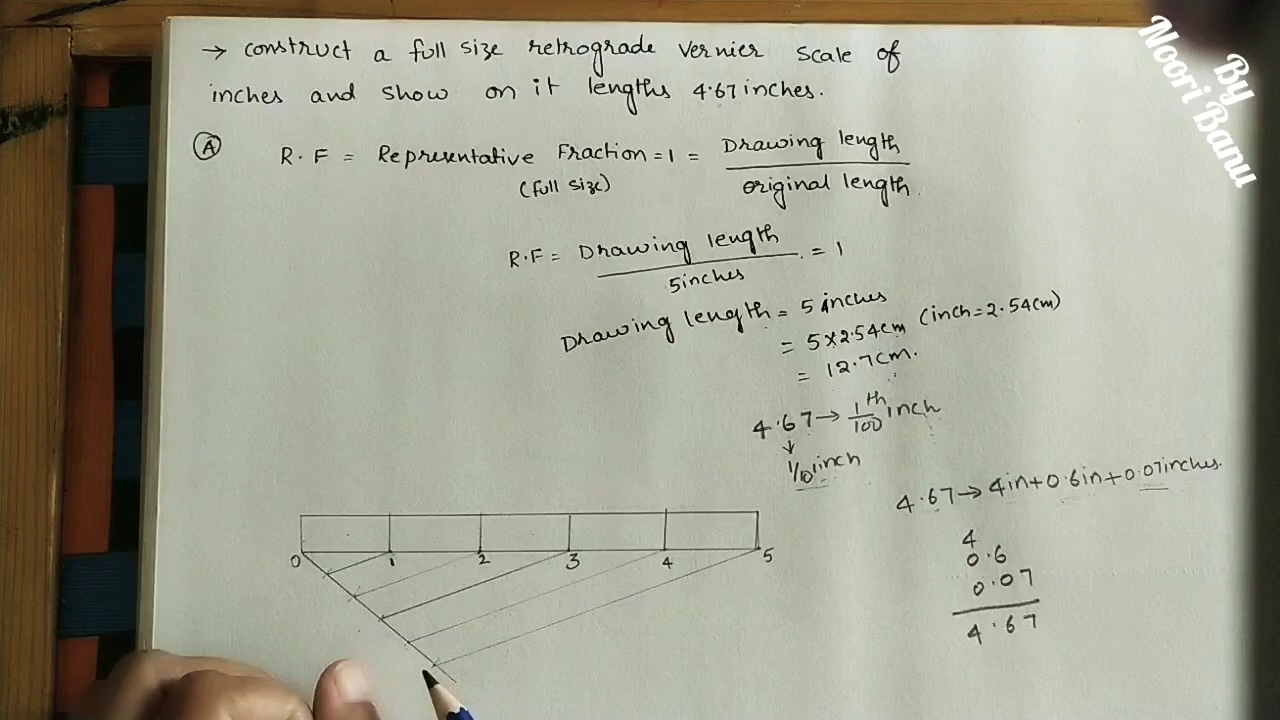 → construct a full size retrograde vernier scale of
inches and show on it lengths 4.67 inches.
A
R.F = Representative Fraction = 1 = Drawing length
(full size)
original length
R.F = Drawing length = 1
5inches
Drawing length = 5 inches
= 5×2.54cm (inch = 2.54cm)
= 12.7cm.
4.67 → 1/100 th inch
↓
1/10 inch
4.67 → 4in+0.6in+0.07inches.
4
0.6
0.07
4.67
0 1 2 3 4 5
By
Noori Banu